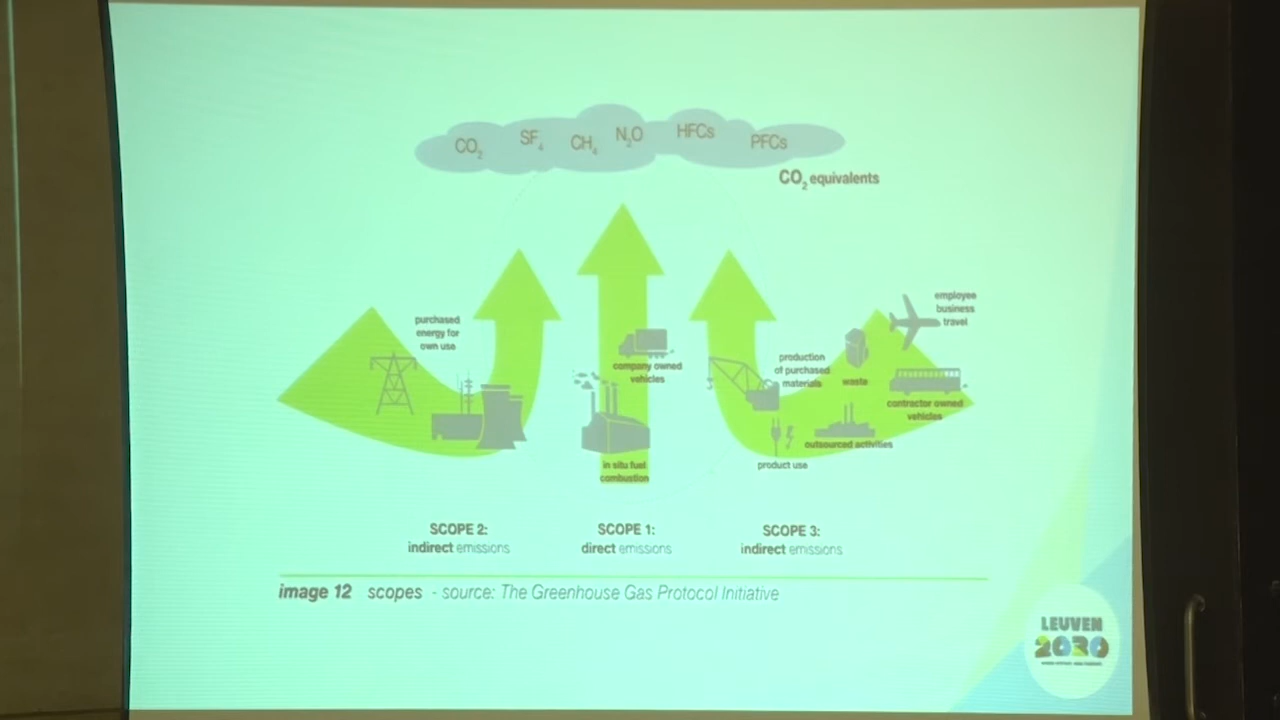 CO2
SF4
CH4
N2O
HFCs
PFCs
CO2 equivalents
purchased
energy for
own use
company owned
vehicles
in situ fuel
combustion
production
of purchased
materials
waste
employee
business
travel
contractor owned
vehicles
outsourced activities
product use
SCOPE 2:
indirect emissions
SCOPE 1:
direct emissions
SCOPE 3:
indirect emissions
image 12 scopes - source: The Greenhouse Gas Protocol Initiative
LEUVEN
2030